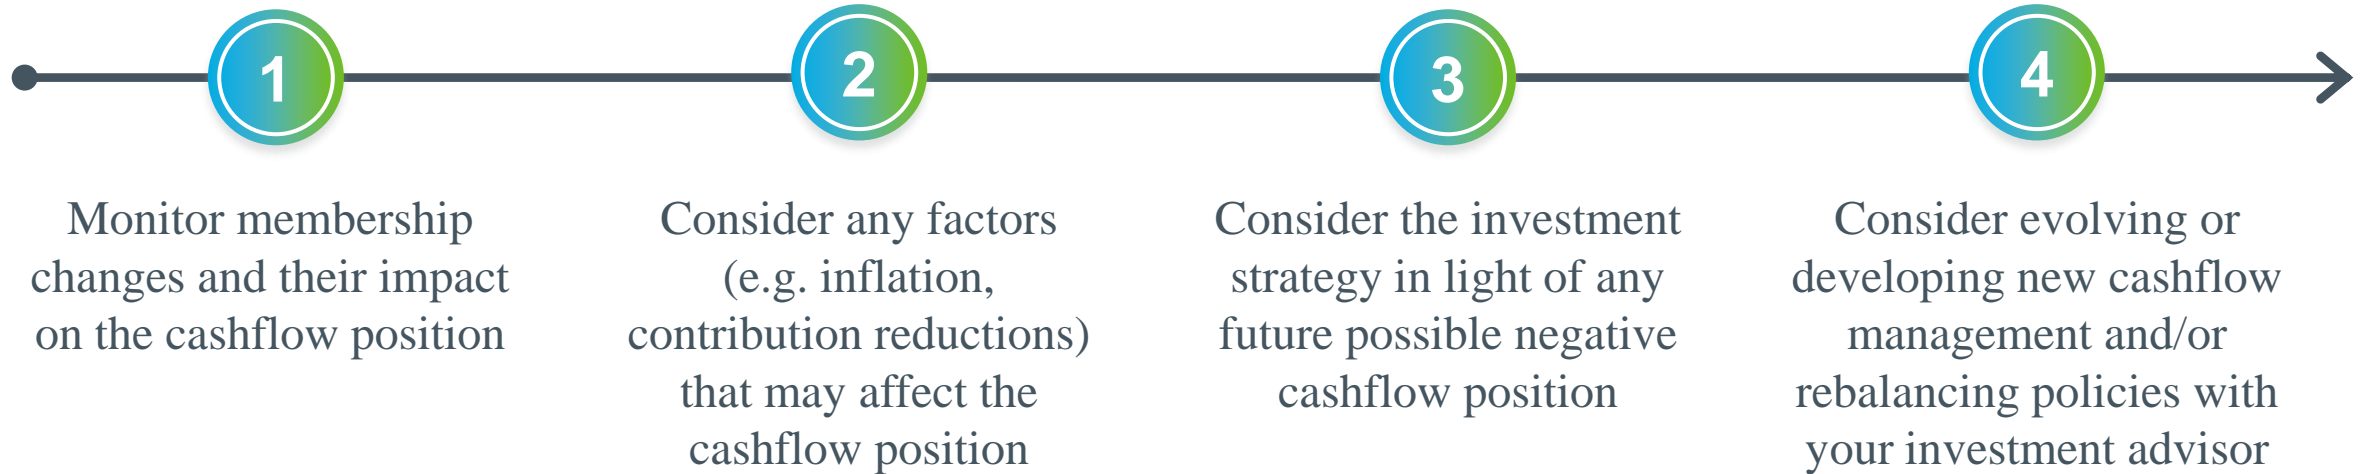 1
Monitor membership
changes and their impact
on the cashflow position
2
Consider any factors
(e.g. inflation,
contribution reductions)
that may affect the
cashflow position
3
Consider the investment
strategy in light of any
future possible negative
cashflow position
4
Consider evolving or
developing new cashflow
management and/or
rebalancing policies with
your investment advisor